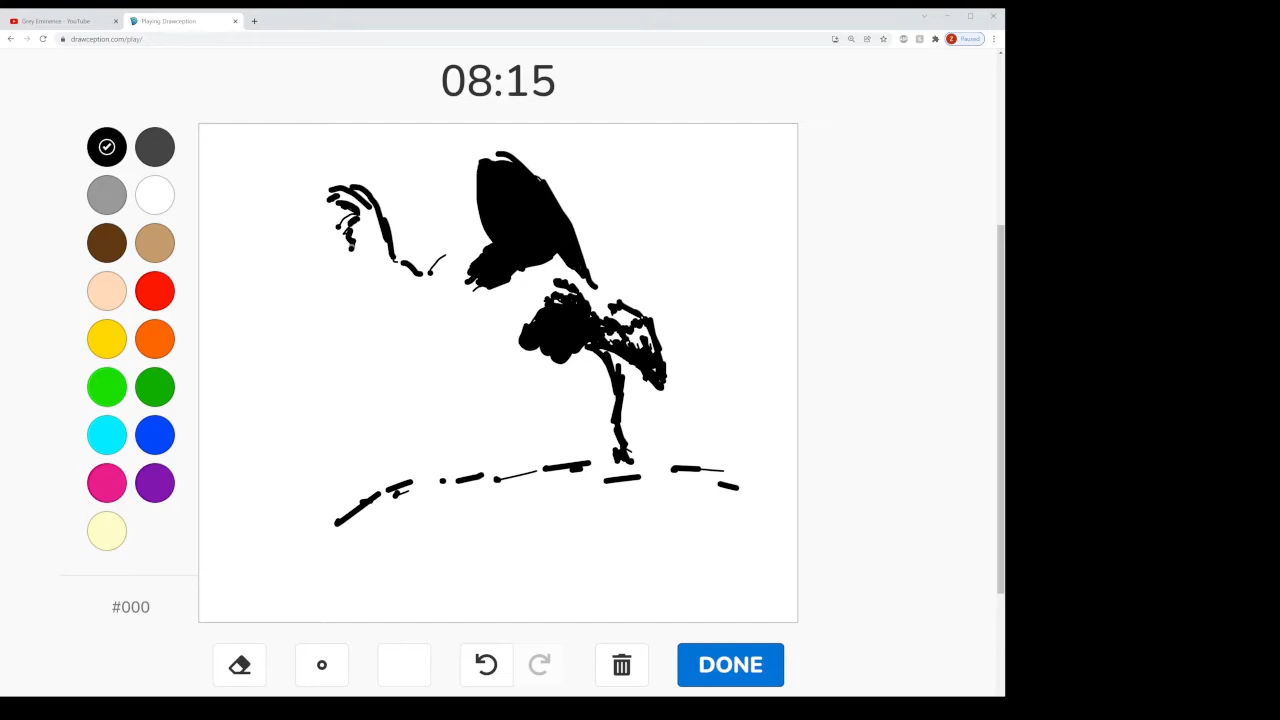 Grey Eminence - YouTube
Playing Drawception
drawception.com/play/
Z Paused
08:15
#000
DONE